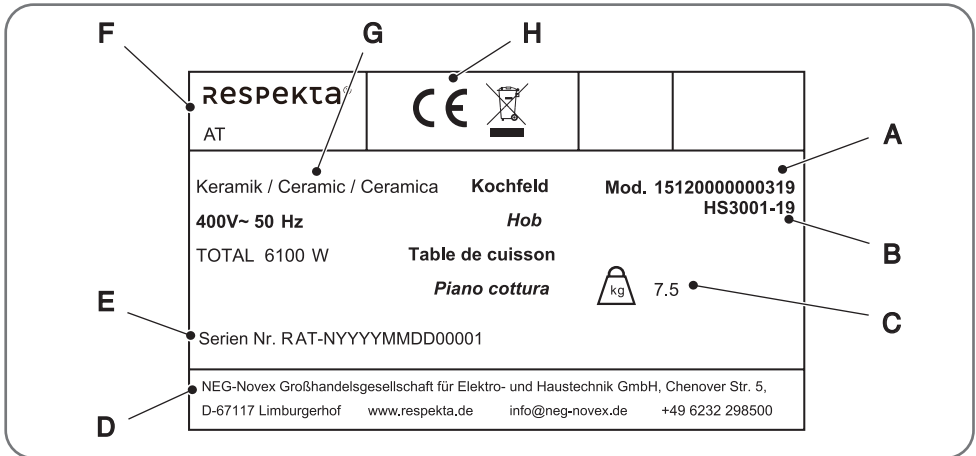 F
G
H
Respekta®
AT
CE
A
Keramik / Ceramic / Ceramica Kochfeld Mod. 15120000000319
400V~ 50 Hz Hob HS3001-19
B
TOTAL 6100 W Table de cuisson
Piano cottura kg 7.5
C
E
Serien Nr. RAT-NYYYYMMDD00001
NEG-Novex Großhandelsgesellschaft für Elektro- und Haustechnik GmbH, Chenover Str. 5,
D-67117 Limburgerhof www.respekta.de info@neg-novex.de +49 6232 298500
D